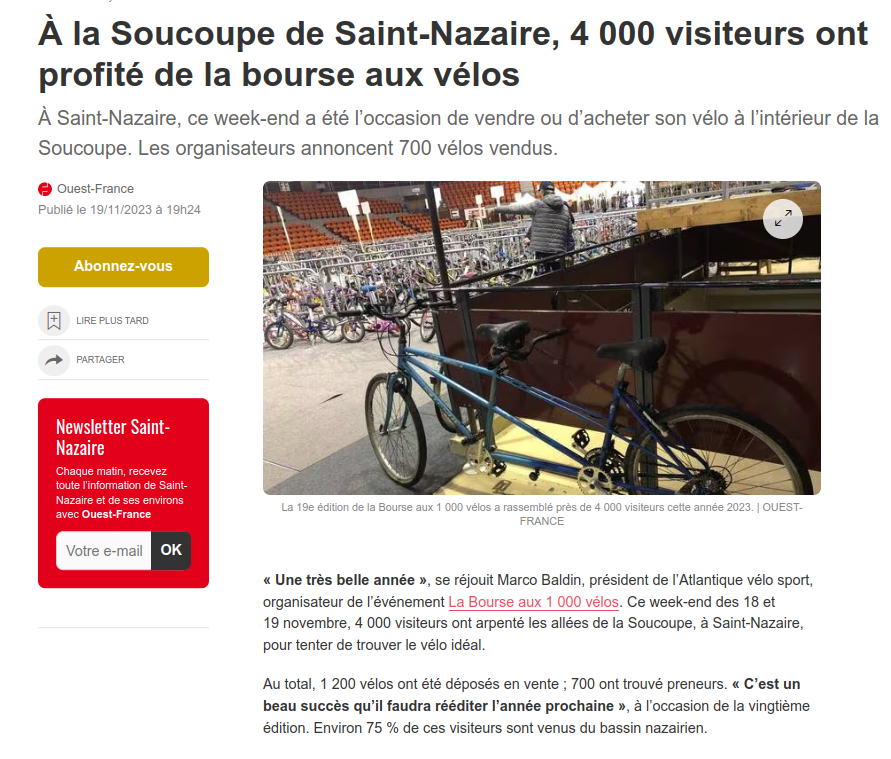 À la Soucoupe de Saint-Nazaire, 4 000 visiteurs ont
profité de la bourse aux vélos
À Saint-Nazaire, ce week-end a été l’occasion de vendre ou d’acheter son vélo à l’intérieur de la
Soucoupe. Les organisateurs annoncent 700 vélos vendus.
Ouest-France
Publié le 19/11/2023 à 19h24
Abonnez-vous
LIRE PLUS TARD
PARTAGER
Newsletter Saint-
Nazaire
Chaque matin, recevez
toute l’information de Saint-
Nazaire et de ses environs
avec Ouest-France
Votre e-mail
OK
La 19e édition de la Bourse aux 1 000 vélos a rassemblé près de 4 000 visiteurs cette année 2023. | OUEST-
FRANCE
« Une très belle année », se réjouit Marco Baldin, président de l’Atlantique vélo sport,
organisateur de l’événement La Bourse aux 1 000 vélos. Ce week-end des 18 et
19 novembre, 4 000 visiteurs ont arpenté les allées de la Soucoupe, à Saint-Nazaire,
pour tenter de trouver le vélo idéal.
Au total, 1 200 vélos ont été déposés en vente ; 700 ont trouvé preneurs. « C’est un
beau succès qu’il faudra rééditer l’année prochaine », à l’occasion de la vingtième
édition. Environ 75 % de ces visiteurs sont venus du bassin nazairien.